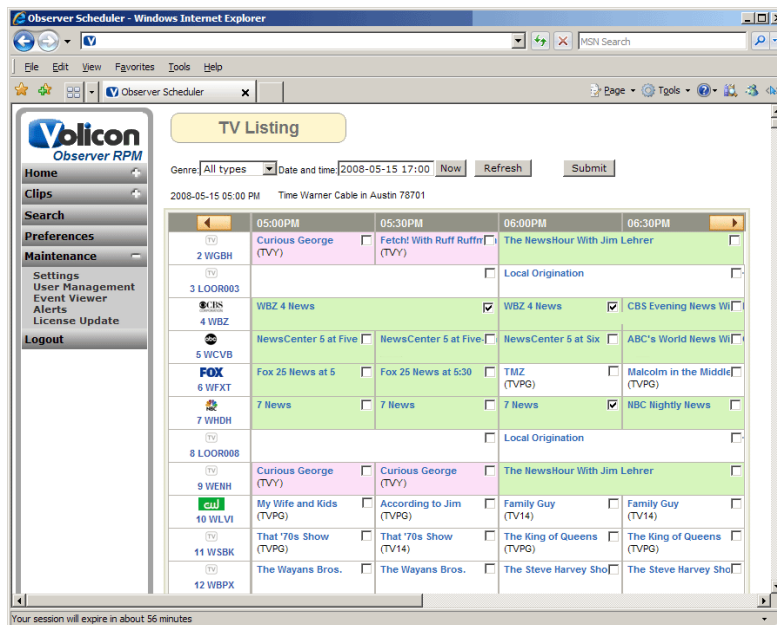 Observer Scheduler - Windows Internet Explorer
MSN Search
File Edit View Favorites Tools Help
Observer Scheduler
Page Tools
Volicon
Observer RPM
TV Listing
Home
Clips
Search
Preferences
Maintenance
Settings
User Management
Event Viewer
Alerts
License Update
Logout
Genre: All types Date and time: 2008-05-15 17:00 Now Refresh Submit
2008-05-15 05:00 PM Time Warner Cable in Austin 78701
05:00PM 05:30PM 06:00PM 06:30PM
TV
2 WGBH
Curious George
(TVY)
Fetch! With Ruff
(TVY)
The NewsHour With Jim Lehrer
TV
3 LOOR003
Local Origination
CBS
4 WBZ
WBZ 4 News
WBZ 4 News
CBS Evening News Wi
abc
5 WCVB
NewsCenter 5 at Five
NewsCenter 5 at Five-
NewsCenter 5 at Six
ABC's World News Wi
FOX
6 WFXT
Fox 25 News at 5
Fox 25 News at 5:30
TMZ
(TVPG)
Malcolm in the Middle
(TVPG)
NBC
7 WHDH
7 News
7 News
7 News
NBC Nightly News
TV
8 LOOR008
Local Origination
TV
9 WENH
Curious George
(TVY)
Curious George
(TVY)
The NewsHour With Jim Lehrer
cw
10 WLVI
My Wife and Kids
(TVPG)
According to Jim
(TVPG)
Family Guy
(TV14)
Family Guy
(TV14)
TV
11 WSBK
That '70s Show
(TVPG)
That '70s Show
(TV14)
The King of Queens
(TVPG)
The King of Queens
(TVPG)
TV
12 WBPX
The Wayans Bros.
The Wayans Bros.
The Steve Harvey Sho
The Steve Harvey Sho
Your session will expire in about 56 minutes